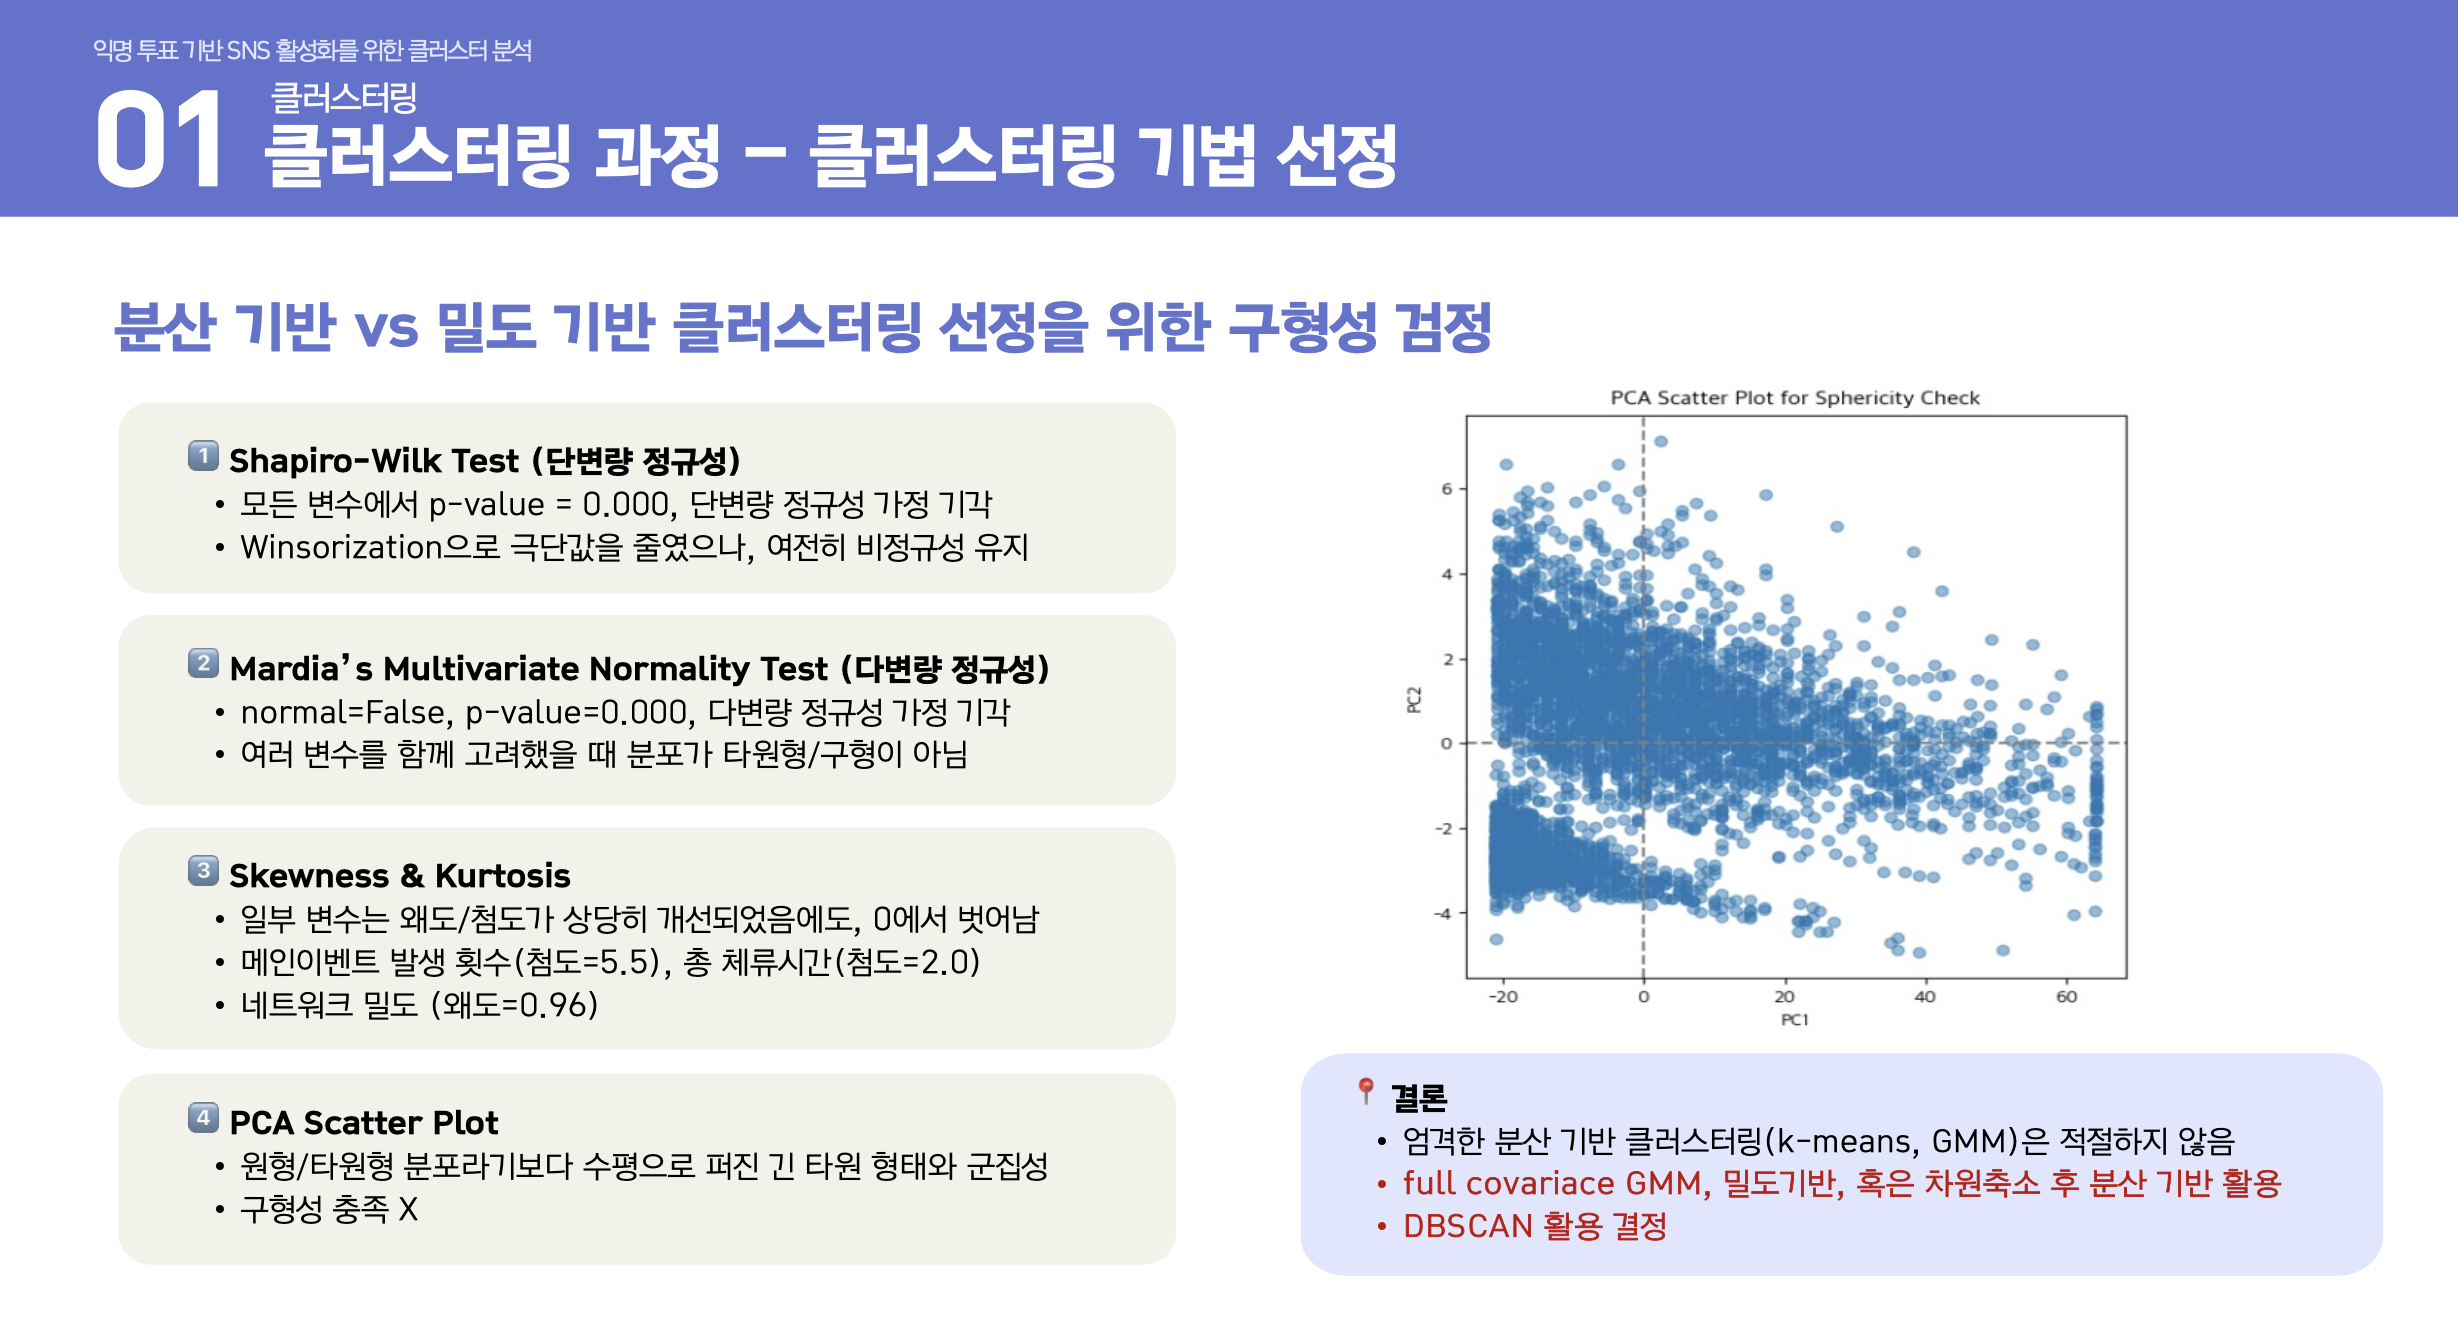 익명 투표 기반 SNS 활성화를 위한 클러스터 분석
01
클러스터링
클러스터링 과정 - 클러스터링 기법 선정
분산 기반 vs 밀도 기반 클러스터링 선정을 위한 구형성 검정
1 Shapiro-Wilk Test (단변량 정규성)
• 모든 변수에서 p-value = 0.000, 단변량 정규성 가정 기각
• Winsorization으로 극단값을 줄였으나, 여전히 비정규성 유지
2 Mardia’s Multivariate Normality Test (다변량 정규성)
• normal=False, p-value=0.000, 다변량 정규성 가정 기각
• 여러 변수를 함께 고려했을 때 분포가 타원형/구형이 아님
3 Skewness & Kurtosis
• 일부 변수는 왜도/첨도가 상당히 개선되었음에도, 0에서 벗어남
• 메인이벤트 발생 횟수(첨도=5.5), 총 체류시간(첨도=2.0)
• 네트워크 밀도 (왜도=0.96)
4 PCA Scatter Plot
• 원형/타원형 분포라기보다 수평으로 퍼진 긴 타원 형태와 군집성
• 구형성 충족 X
PCA Scatter Plot for Sphericity Check
6
4
2
0
-2
-4
PC2
-20 0 20 40 60
PC1
📍 결론
• 엄격한 분산 기반 클러스터링(k-means, GMM)은 적절하지 않음
• full covariace GMM, 밀도기반, 혹은 차원축소 후 분산 기반 활용
• DBSCAN 활용 결정